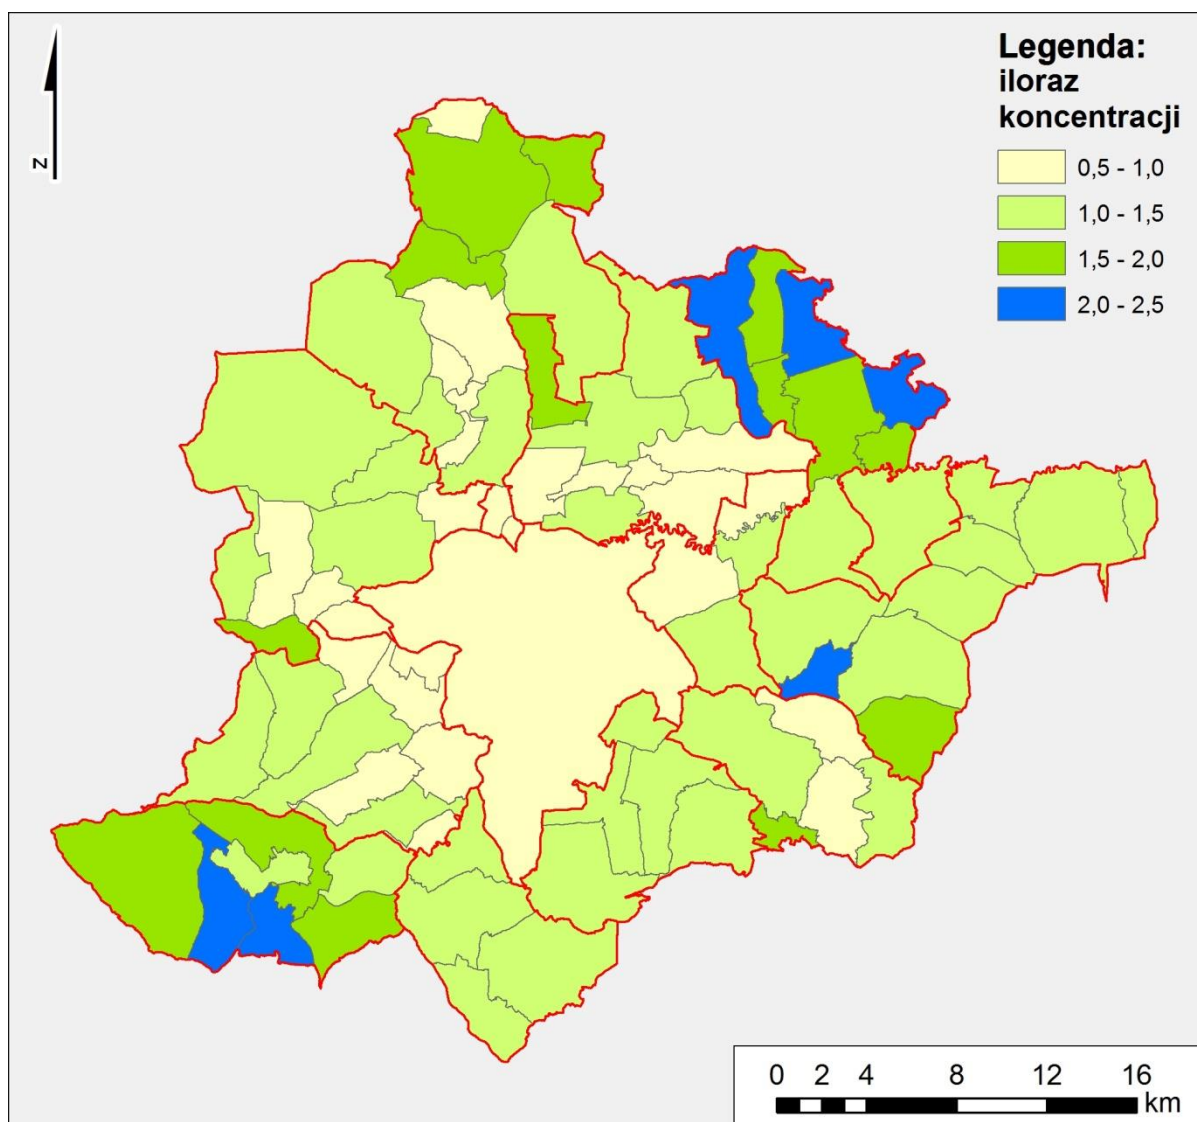 Legenda:
iloraz
koncentracji
0,5 - 1,0
1,0 - 1,5
1,5 - 2,0
2,0 - 2,5
N
0 2 4 8 12 16
km